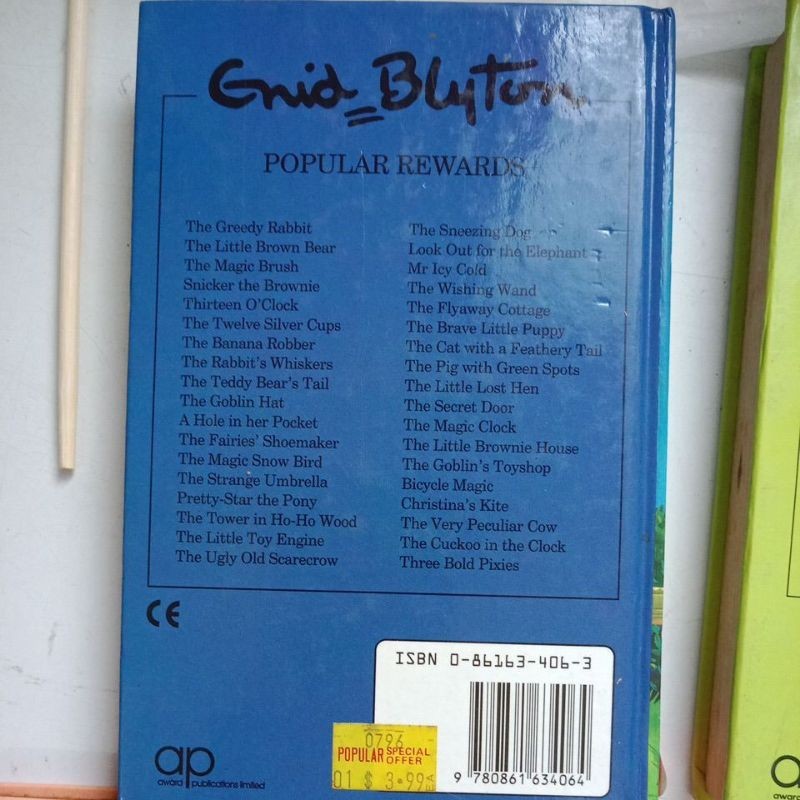 Enid Blyton
POPULAR REWARDS
The Greedy Rabbit
The Little Brown Bear
The Magic Brush
Snicker the Brownie
Thirteen O'Clock
The Twelve Silver Cups
The Banana Robber
The Rabbit's Whiskers
The Teddy Bear's Tail
The Goblin Hat
A Hole in her Pocket
The Fairies' Shoemaker
The Magic Snow Bird
The Strange Umbrella
Pretty-Star the Pony
The Tower in Ho-Ho Wood
The Little Toy Engine
The Ugly Old Scarecrow
The Sneezing Dog
Look Out for the Elephant
Mr Icy Cold
The Wishing Wand
The Flyaway Cottage
The Brave Little Puppy
The Cat with a Feathery Tail
The Pig with Green Spots
The Little Lost Hen
The Secret Door
The Magic Clock
The Little Brownie House
The Goblin's Toyshop
Bicycle Magic
Christina's Kite
The Very Peculiar Cow
The Cuckoo in the Clock
Three Bold Pixies
CE
ISBN 0-86163-406-3
9 780861 634064
0796
POPULAR SPECIAL OFFER
01 $ 3.99 EA
ap
award publications limited
a